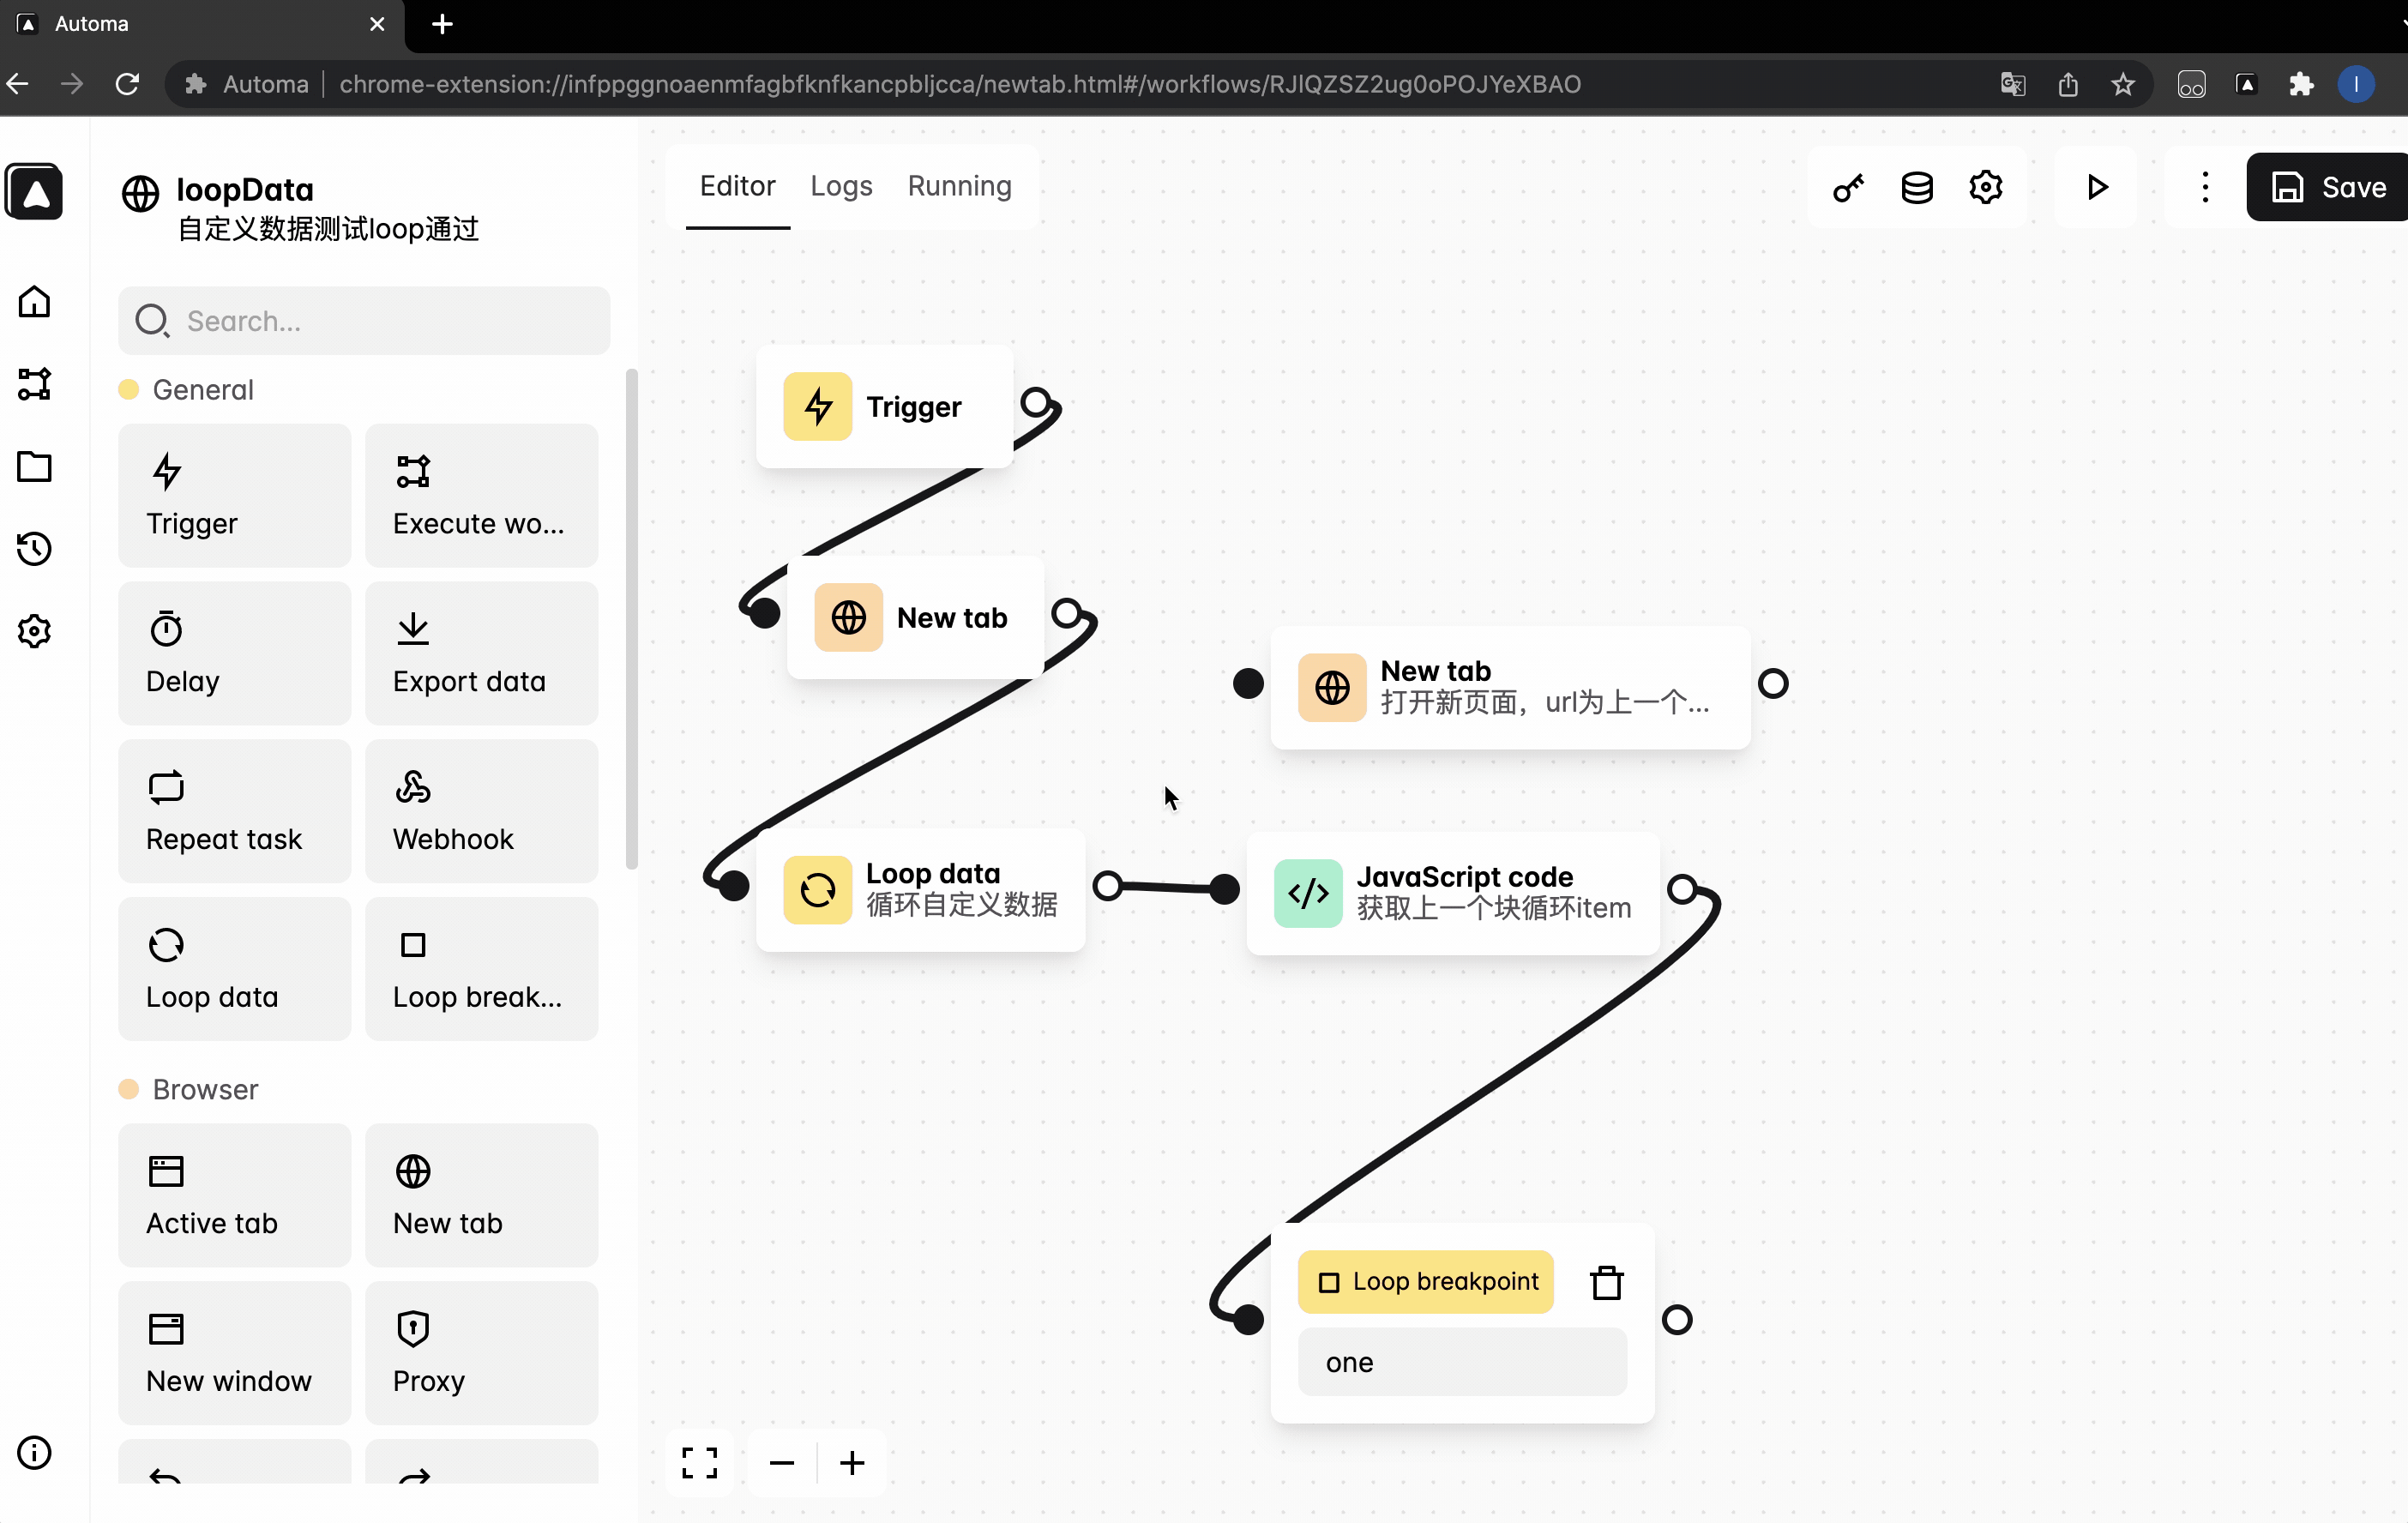 Automa
Automa
chrome-extension://infppggnoaenmfagbfknfkancpbljcca/newtab.html#/workflows/RJlQZSZ2ug0oPOJYeXBAO
I
loopData
自定义数据测试loop通过
Search...
General
Trigger
Execute wo...
Delay
Export data
Repeat task
Webhook
Loop data
Loop break...
Browser
Active tab
New tab
New window
Proxy
Editor
Logs
Running
Save
Trigger
New tab
New tab
打开新页面，url为上一个...
Loop data
循环自定义数据
JavaScript code
获取上一个块循环item
Loop breakpoint
one